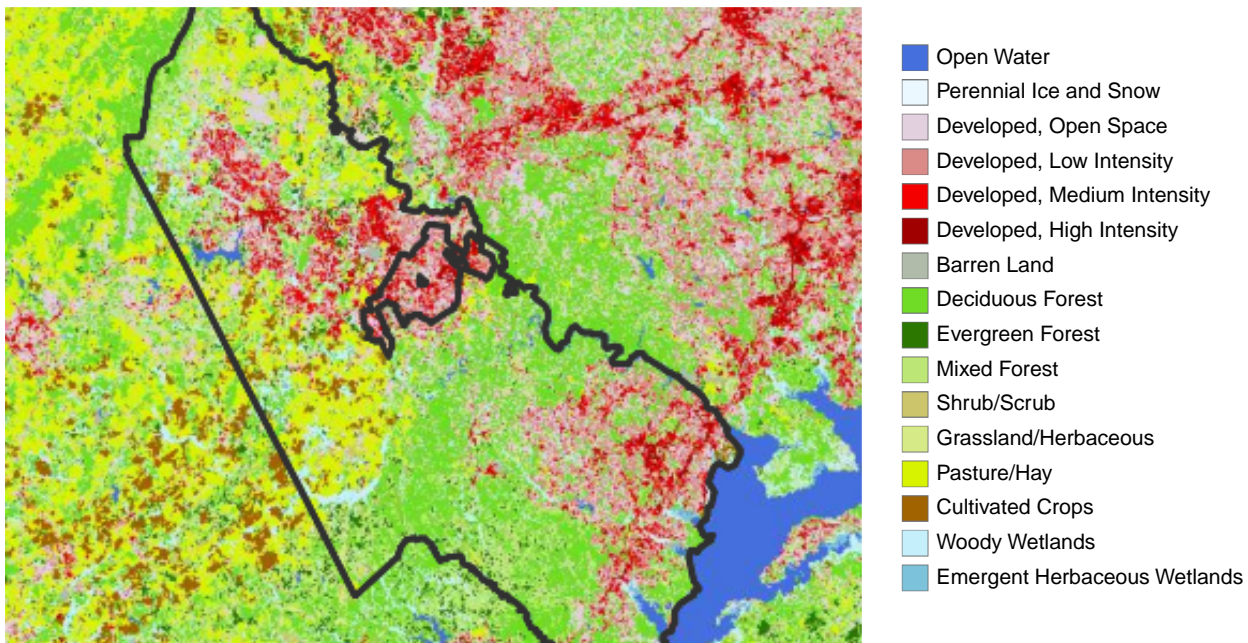 Open Water
Perennial Ice and Snow
Developed, Open Space
Developed, Low Intensity
Developed, Medium Intensity
Developed, High Intensity
Barren Land
Deciduous Forest
Evergreen Forest
Mixed Forest
Shrub/Scrub
Grassland/Herbaceous
Pasture/Hay
Cultivated Crops
Woody Wetlands
Emergent Herbaceous Wetlands